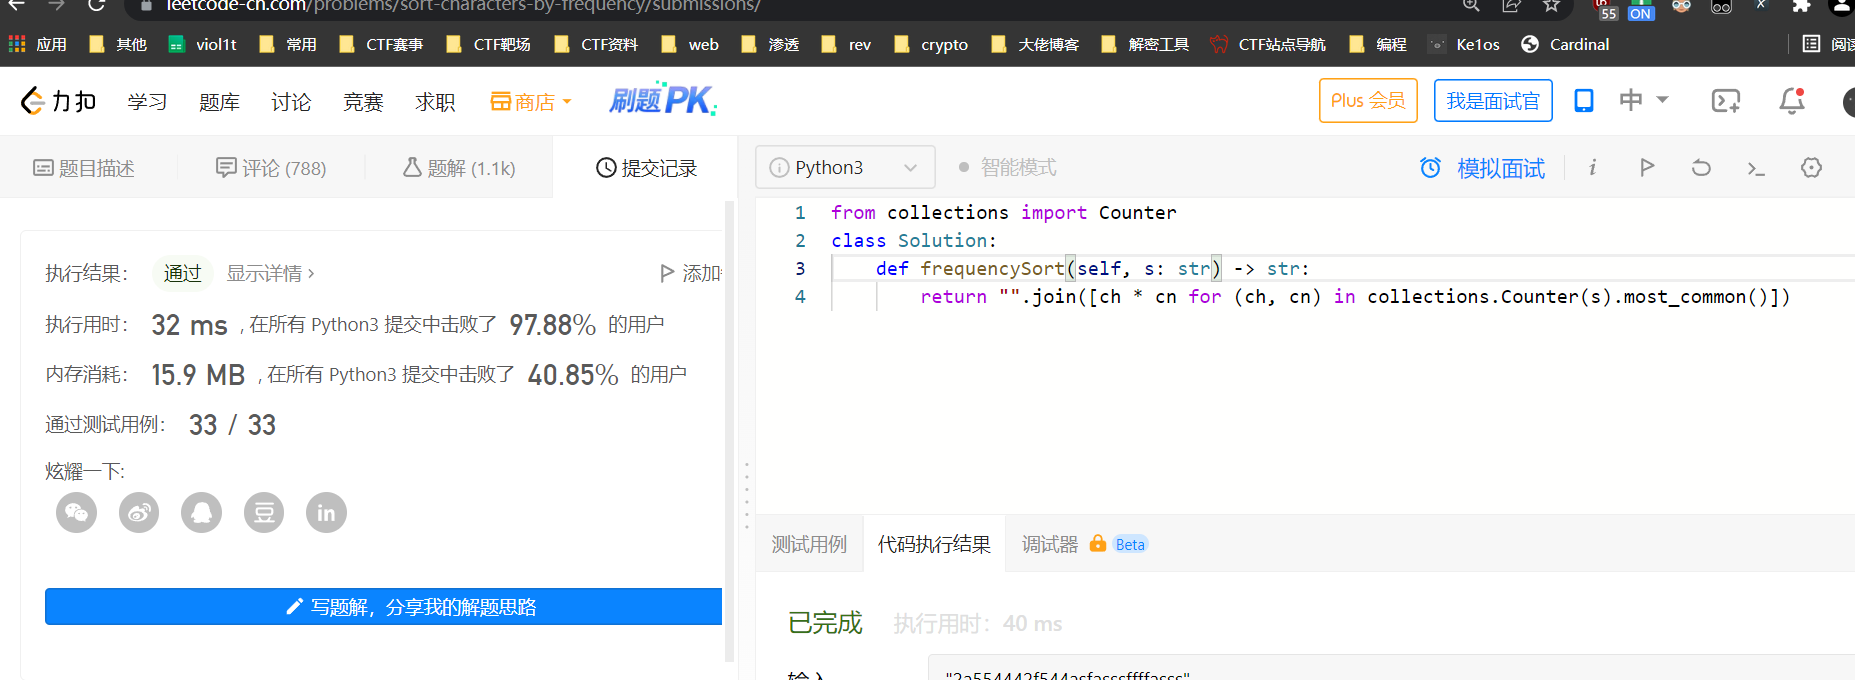 leetcode-cn.com/problems/sort-characters-by-frequency/submissions/
55
ON
应用 其他 viol1t 常用 CTF赛事 CTF靶场 CTF资料 web 渗透 rev crypto 大佬博客 解密工具 CTF站点导航 编程 Ke1os Cardinal
力扣 学习 题库 讨论 竞赛 求职 商店 刷题PK. Plus 会员 我是面试官 中
题目描述 评论 (788) 题解 (1.1k) 提交记录
Python3 智能模式 模拟面试
执行结果： 通过 显示详情 › 添加
执行用时： 32 ms , 在所有 Python3 提交中击败了 97.88% 的用户
内存消耗： 15.9 MB , 在所有 Python3 提交中击败了 40.85% 的用户
通过测试用例： 33 / 33
炫耀一下:
豆 in
写题解，分享我的解题思路
1 from collections import Counter
2 class Solution:
3 def frequencySort(self, s: str) -> str:
4 return "".join([ch * cn for (ch, cn) in collections.Counter(s).most_common()])
测试用例 代码执行结果 调试器 Beta
已完成 执行用时：40 ms
输入